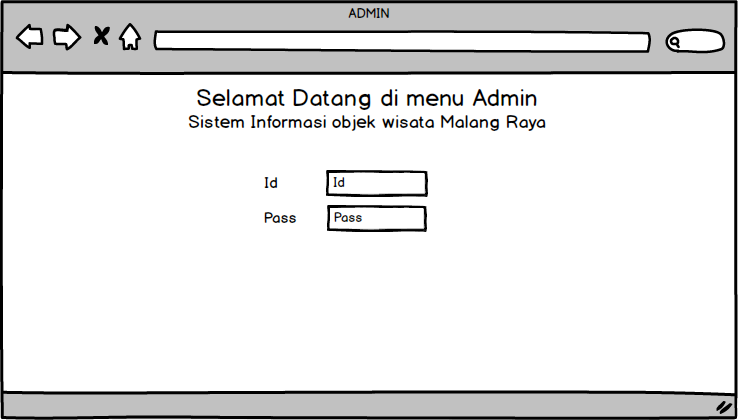 ADMIN
Selamat Datang di menu Admin
Sistem Informasi objek wisata Malang Raya
Id Id
Pass Pass